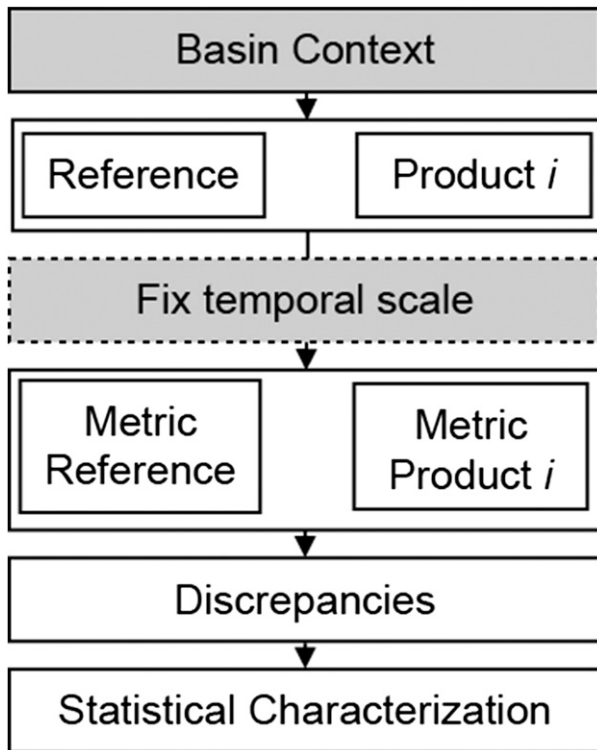 Basin Context
Reference
Product i
Fix temporal scale
Metric
Reference
Metric
Product i
Discrepancies
Statistical Characterization